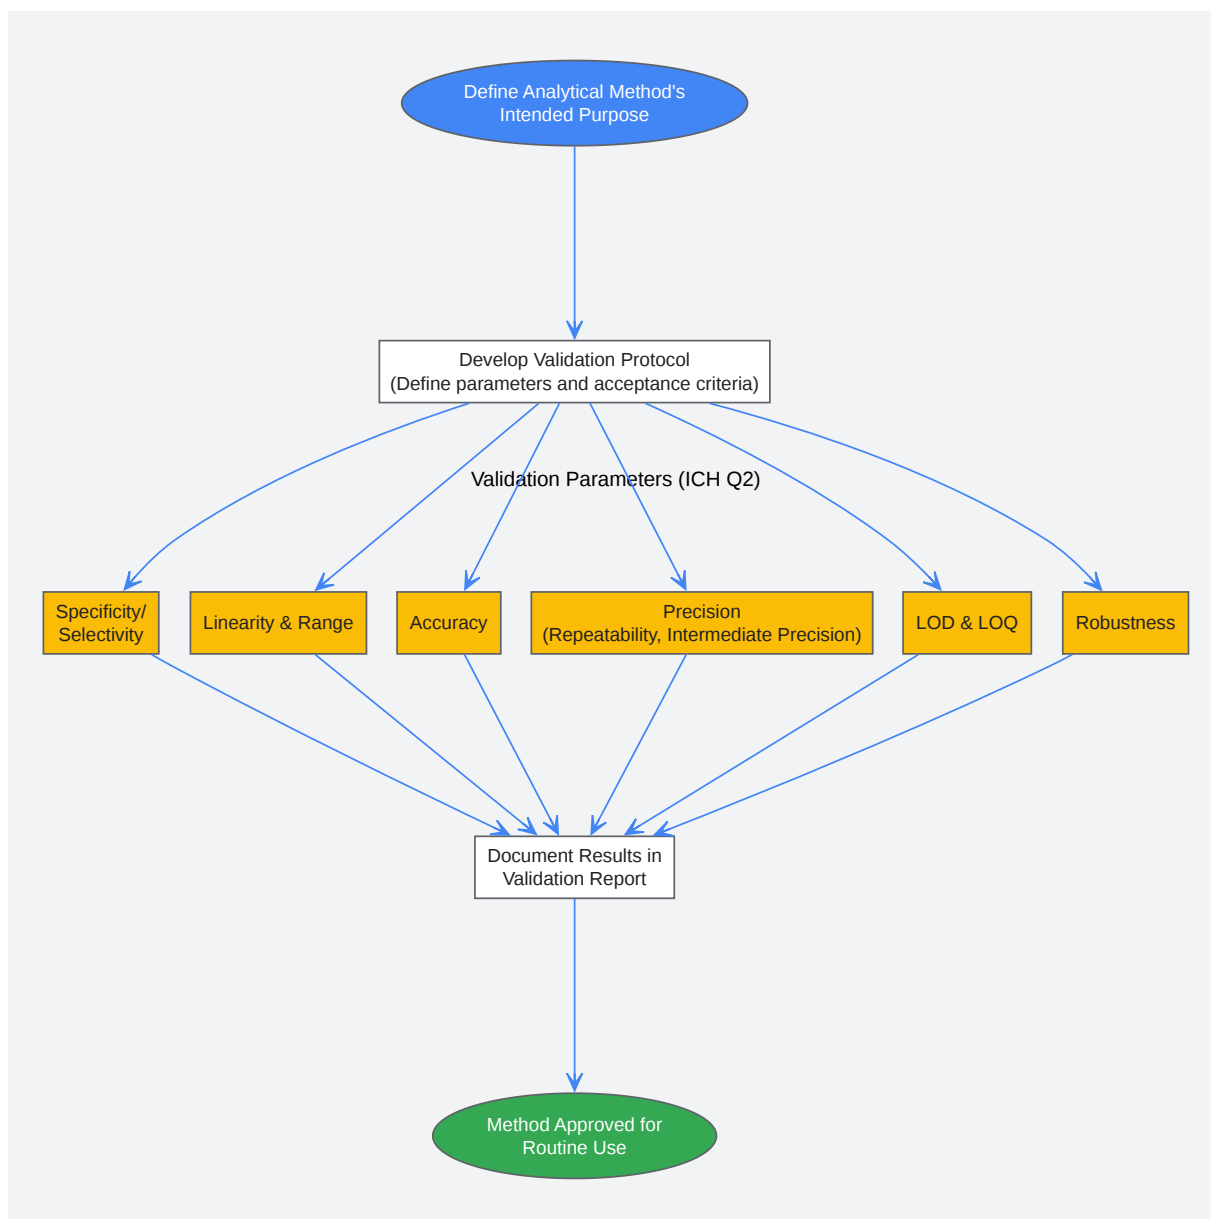 Define Analytical Method's
Intended Purpose
Develop Validation Protocol
(Define parameters and acceptance criteria)
Validation Parameters (ICH Q2)
Specificity/
Selectivity
Linearity & Range
Accuracy
Precision
(Repeatability, Intermediate Precision)
LOD & LOQ
Robustness
Document Results in
Validation Report
Method Approved for
Routine Use